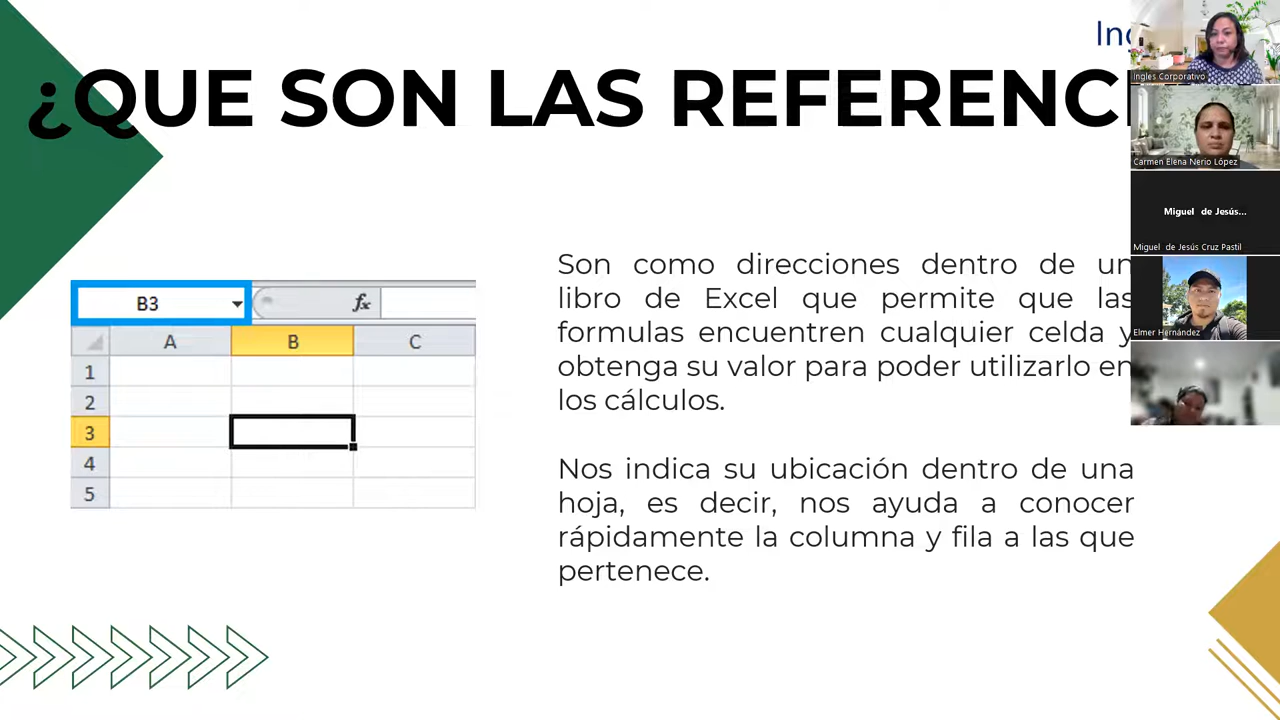 ¿QUE SON LAS REFERENC
Son como direcciones dentro de un
libro de Excel que permite que las
formulas encuentren cualquier celda y
obtenga su valor para poder utilizarlo en
los cálculos.
Nos indica su ubicación dentro de una
hoja, es decir, nos ayuda a conocer
rápidamente la columna y fila a las que
pertenece.
B3
fx
A B C
1
2
3
4
5
Ingles Corporativo
Carmen Elena Nerio López
Miguel de Jesús...
Miguel de Jesús Cruz Pastil
Elmer Hernández